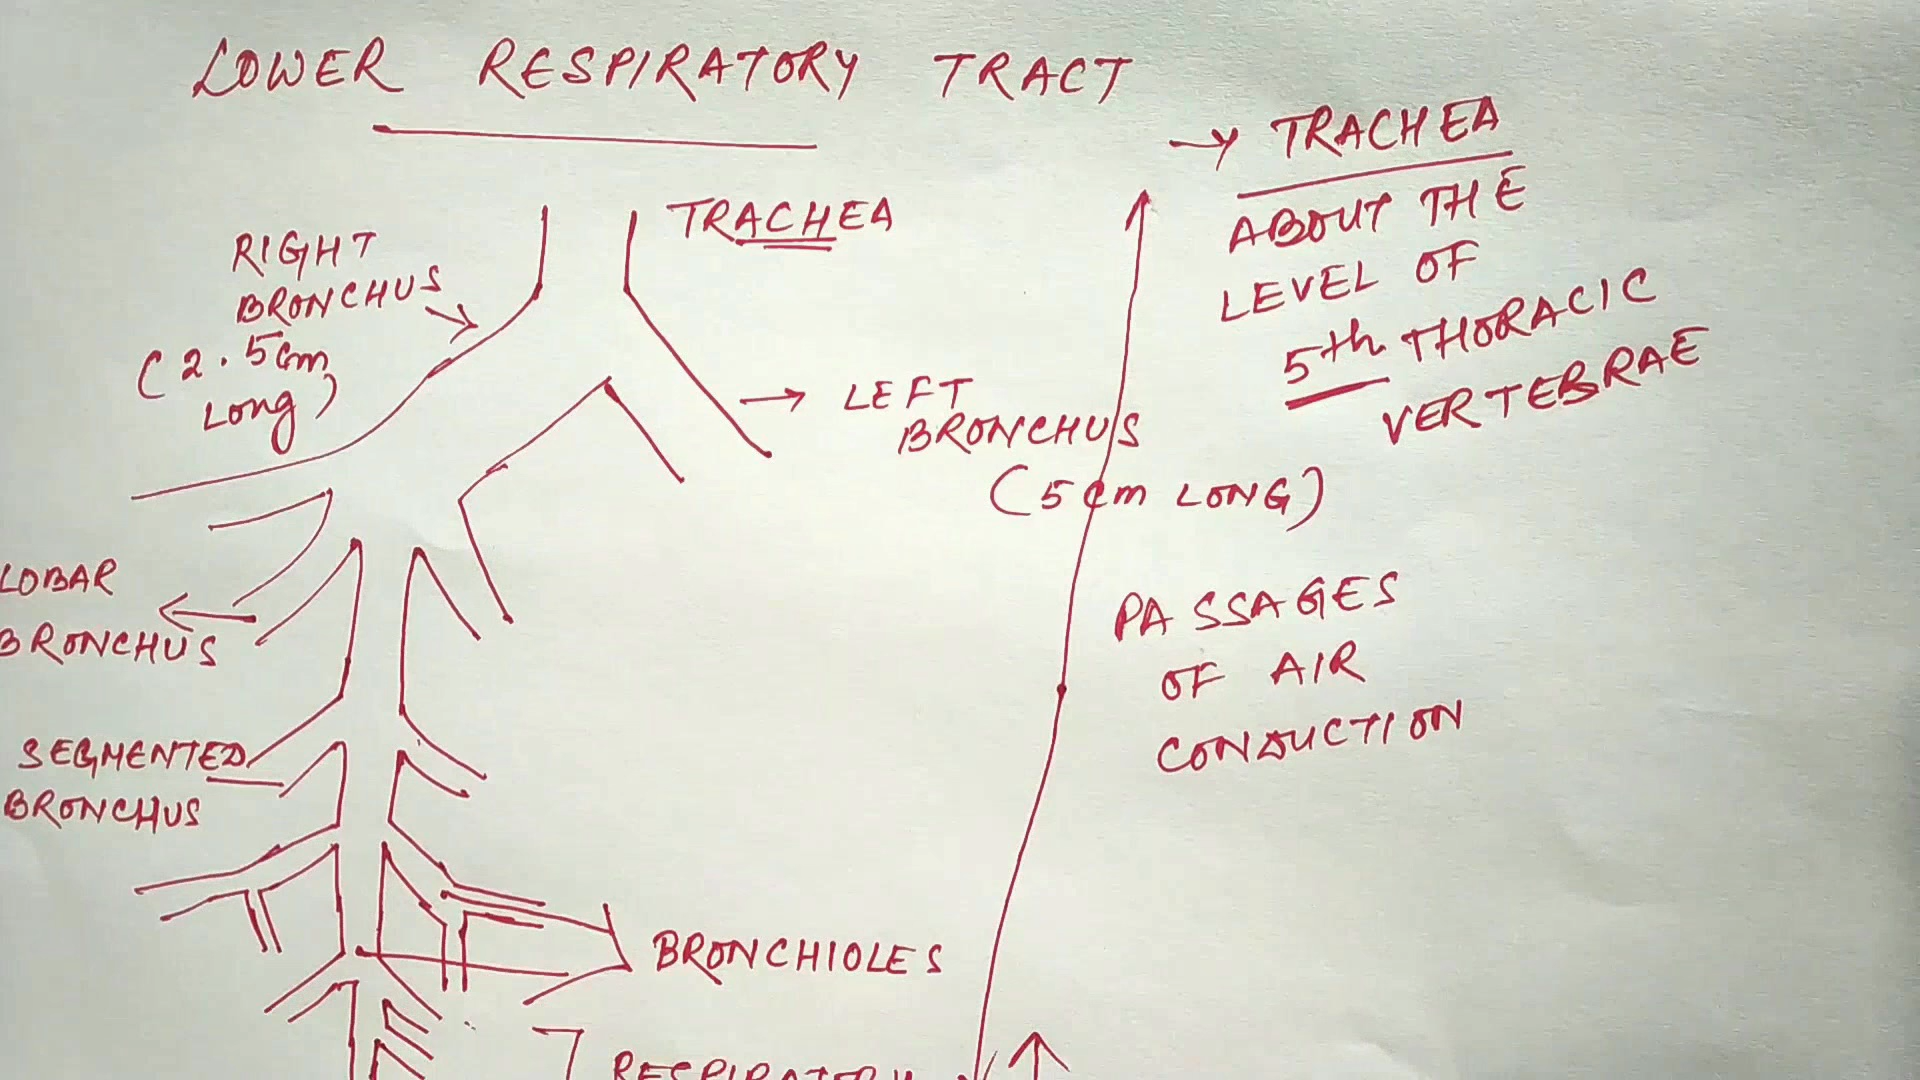 LOWER RESPIRATORY TRACT
TRACHEA
RIGHT
BRONCHUS
(2.5cm
Long)
LEFT
BRONCHUS
(5cm LONG)
LOBAR
BRONCHUS
SEGMENTED
BRONCHUS
BRONCHIOLES
RESPIRATORY
→ TRACHEA
ABOUT THE
LEVEL OF
5th THORACIC
VERTEBRAE
PASSAGES
OF AIR
CONDUCTION